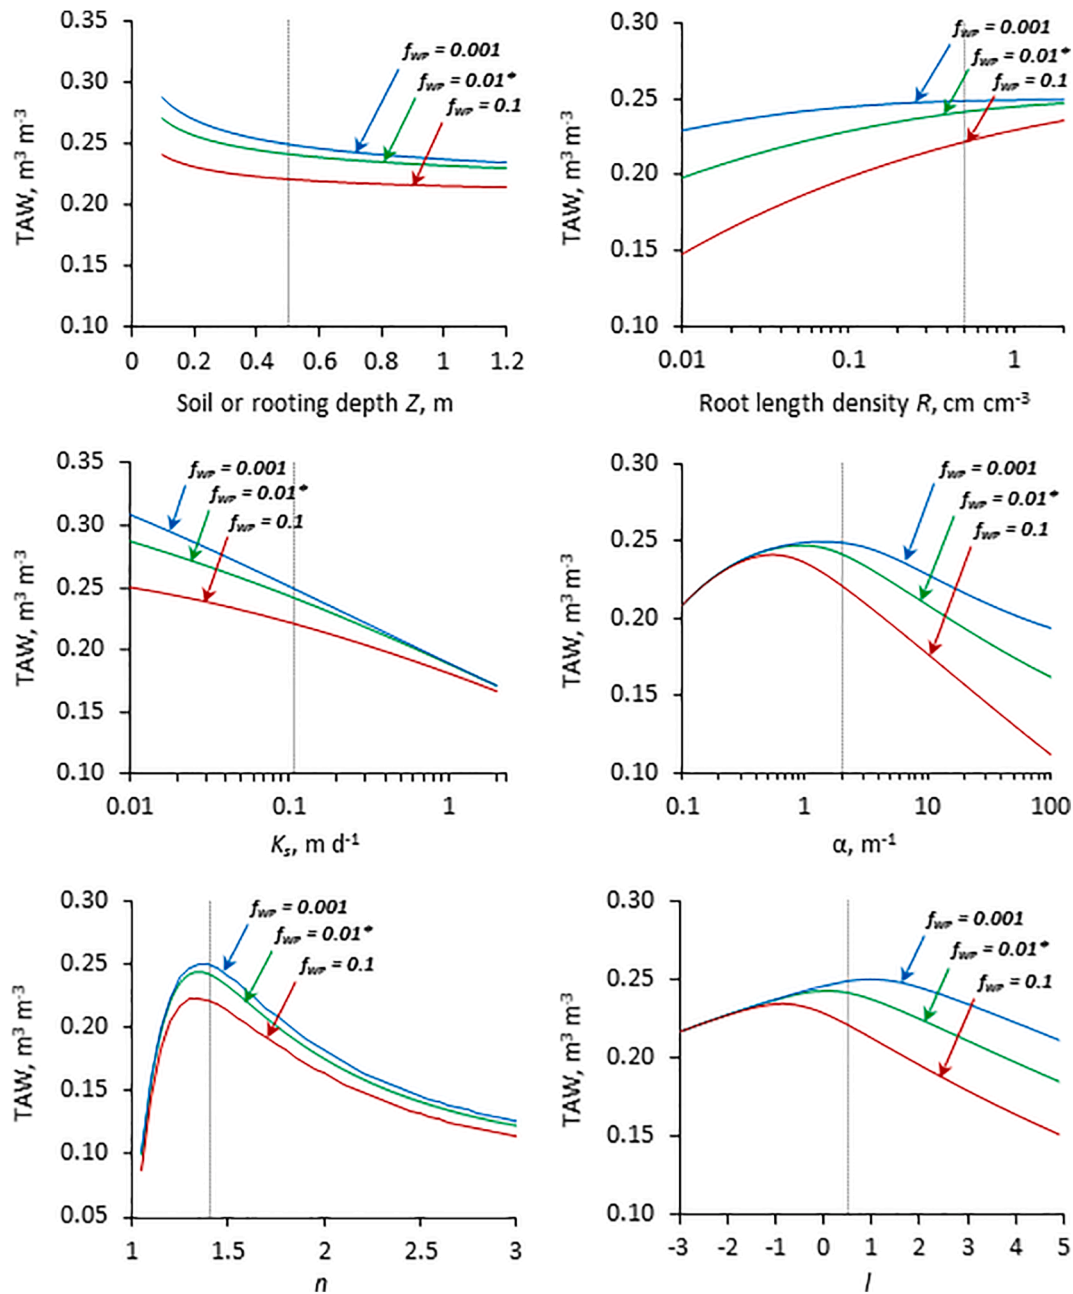 0.35
0.30
0.25
0.20
0.15
0.10
TAW, m³ m⁻³
f_WP = 0.001
f_WP = 0.01*
f_WP = 0.1
0 0.2 0.4 0.6 0.8 1 1.2
Soil or rooting depth Z, m
0.30
0.25
0.20
0.15
0.10
TAW, m³ m⁻³
f_WP = 0.001
f_WP = 0.01*
f_WP = 0.1
0.01 0.1 1
Root length density R, cm cm⁻³
0.35
0.30
0.25
0.20
0.15
0.10
TAW, m³ m⁻³
f_WP = 0.001
f_WP = 0.01*
f_WP = 0.1
0.01 0.1 1
Kₛ, m d⁻¹
0.30
0.25
0.20
0.15
0.10
TAW, m³ m⁻³
f_WP = 0.001
f_WP = 0.01*
f_WP = 0.1
0.1 1 10 100
α, m⁻¹
0.30
0.25
0.20
0.15
0.10
0.05
TAW, m³ m⁻³
f_WP = 0.001
f_WP = 0.01*
f_WP = 0.1
1 1.5 2 2.5 3
n
0.30
0.25
0.20
0.15
0.10
TAW, m³ m⁻³
f_WP = 0.001
f_WP = 0.01*
f_WP = 0.1
-3 -2 -1 0 1 2 3 4 5
l